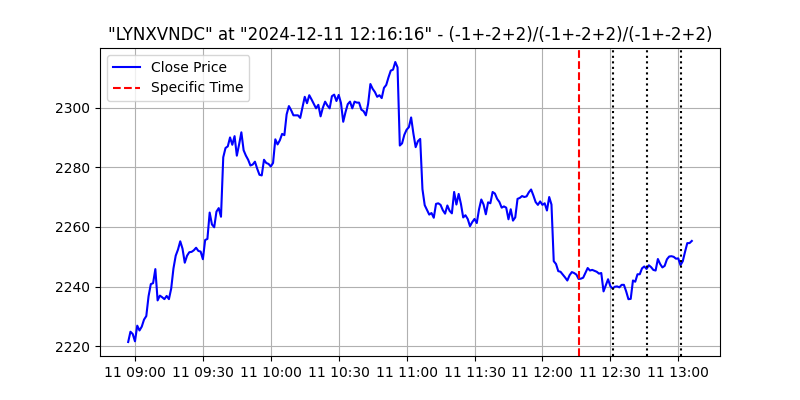 "LYNXVNDC" at "2024-12-11 12:16:16" - (-1+-2+2)/(-1+-2+2)/(-1+-2+2)
Close Price
Specific Time
2300
2280
2260
2240
2220
11 09:00 11 09:30 11 10:00 11 10:30 11 11:00 11 11:30 11 12:00 11 12:30 11 13:00